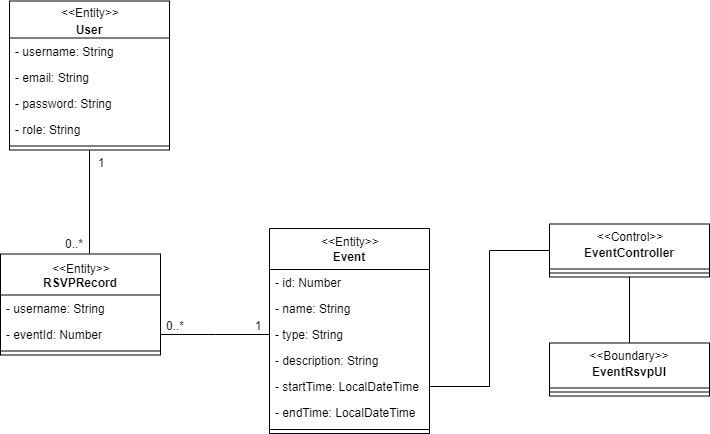 <<Entity>>
User
- username: String
- email: String
- password: String
- role: String
1
0..*
<<Entity>>
RSVPRecord
- username: String
- eventId: Number
0..*
1
<<Entity>>
Event
- id: Number
- name: String
- type: String
- description: String
- startTime: LocalDateTime
- endTime: LocalDateTime
<<Control>>
EventController
<<Boundary>>
EventRsvpUI